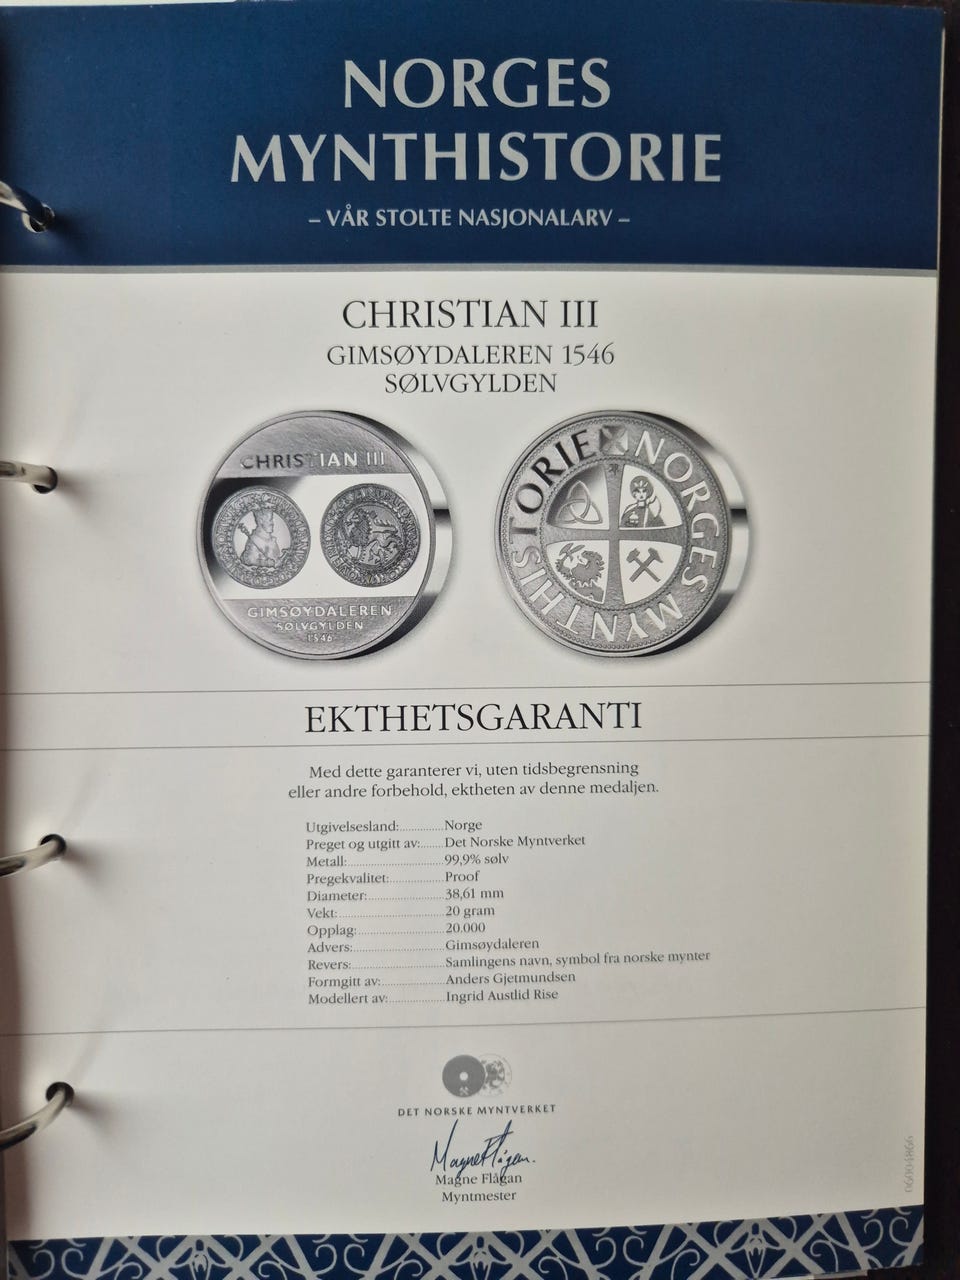 NORGES
MYNTHISTORIE
– VÅR STOLTE NASJONALARV –
CHRISTIAN III
GIMSØYDALEREN 1546
SØLVGYLDEN
CHRISTIAN III
GIMSØYDALEREN
SØLVGYLDEN
1546
NORGES MYNTHISTORIE
EKTHETSGARANTI
Med dette garanterer vi, uten tidsbegrensning
eller andre forbehold, ektheten av denne medaljen.
Utgivelsesland:..............Norge
Preget og utgitt av:.......Det Norske Myntverket
Metall:.............................99,9% sølv
Pregekvalitet:.................Proof
Diameter:.......................38,61 mm
Vekt:................................20 gram
Opplag:..........................20.000
Advers:...........................Gimsøydaleren
Revers:............................Samlingens navn, symbol fra norske mynter
Formgitt av:...................Anders Gjetmundsen
Modellert av:.................Ingrid Austlid Rise
DET NORSKE MYNTVERKET
Magne Flågan.
Magne Flågan
Myntmester